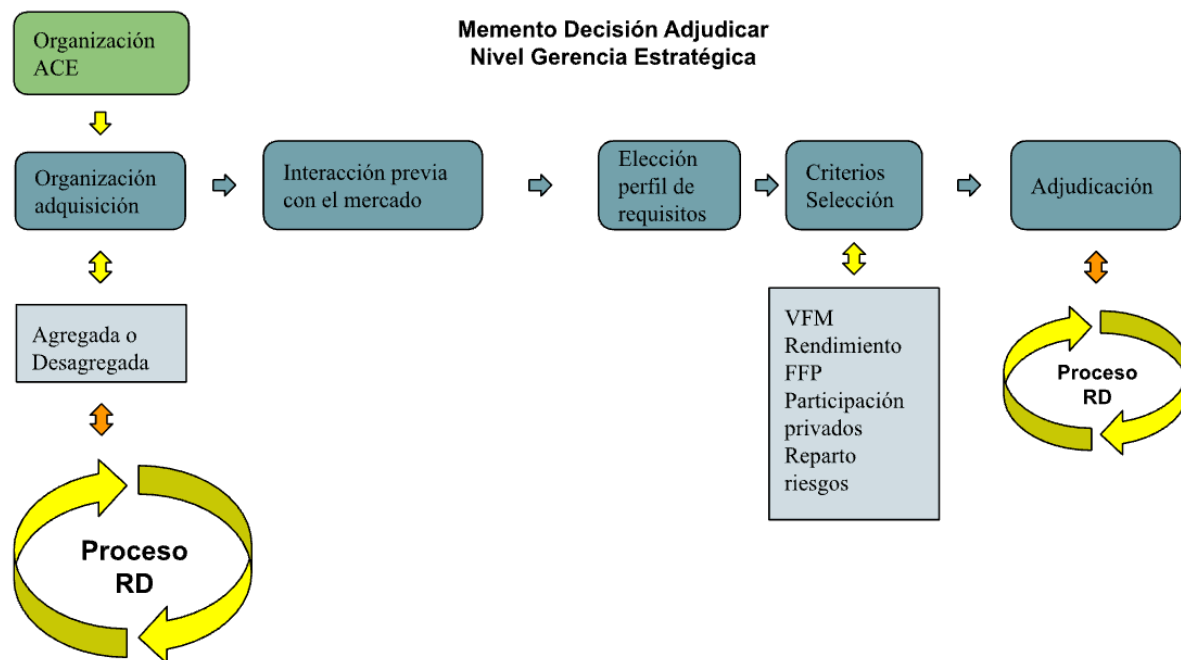 Memento Decisión Adjudicar
Nivel Gerencia Estratégica
Organización
ACE
Organización
adquisición
Interacción previa
con el mercado
Elección
perfil de
requisitos
Criterios
Selección
Adjudicación
Agregada o
Desagregada
VFM
Rendimiento
FFP
Participación
privados
Reparto
riesgos
Proceso
RD
Proceso
RD